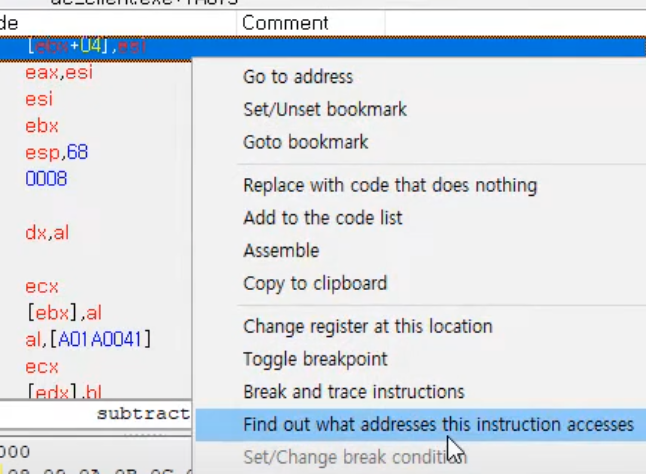 de Comment
[ebx+04],esi
eax,esi
esi
ebx
esp,68
0008
dx,al
ecx
[ebx],al
al,[A01A0041]
ecx
[edx],bl
subtract
000
Go to address
Set/Unset bookmark
Goto bookmark
Replace with code that does nothing
Add to the code list
Assemble
Copy to clipboard
Change register at this location
Toggle breakpoint
Break and trace instructions
Find out what addresses this instruction accesses
Set/Change break condition